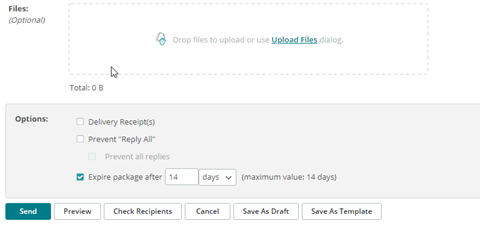 Files:
(Optional)
Drop files to upload or use Upload Files dialog.
Total: 0 B
Options:
Delivery Receipt(s)
Prevent "Reply All"
Prevent all replies
Expire package after 14 days (maximum value: 14 days)
Send Preview Check Recipients Cancel Save As Draft Save As Template